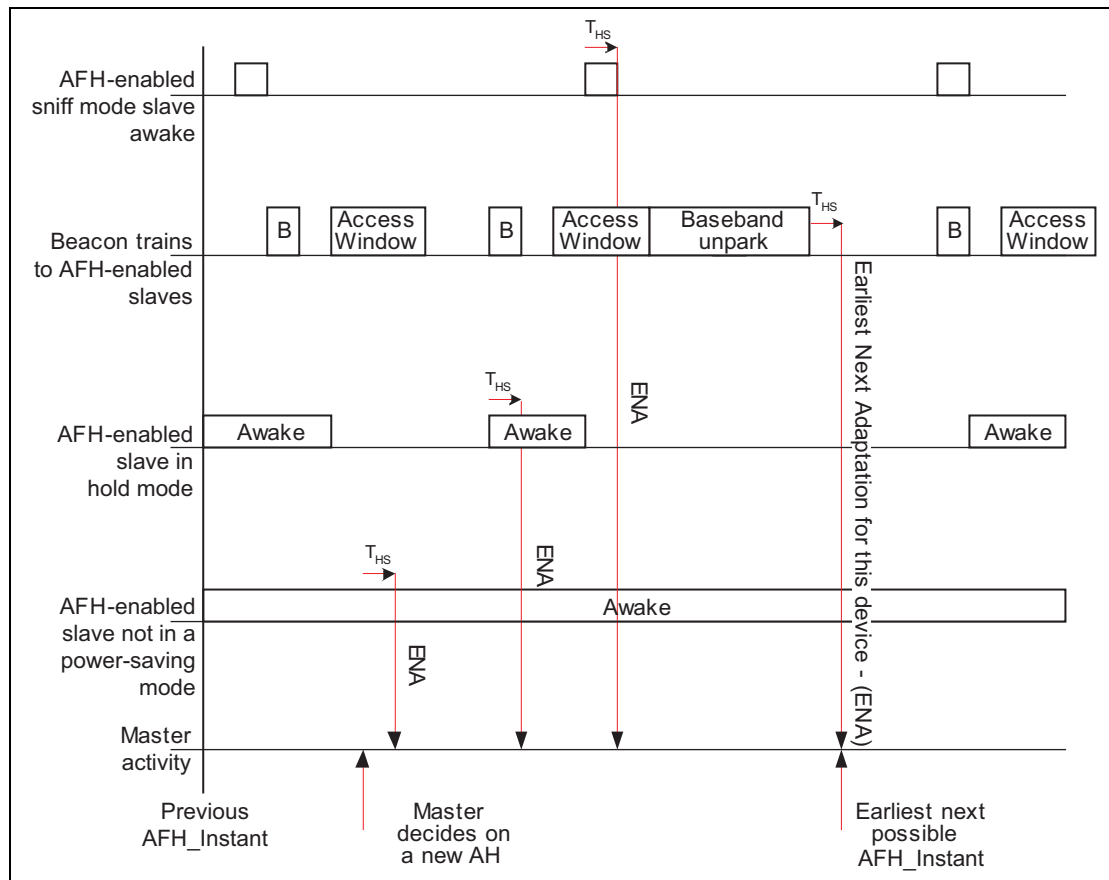 T_HS
AFH-enabled
sniff mode slave
awake
T_HS
B
Access
Window
B
Access
Window
Baseband
unpark
B
Access
Window
Beacon trains
to AFH-enabled
slaves
ENA
Earliest Next Adaptation for this device - (ENA)
T_HS
AFH-enabled
slave in
hold mode
Awake
Awake
Awake
ENA
T_HS
AFH-enabled
slave not in a
power-saving
mode
Awake
ENA
Master
activity
Previous
AFH_Instant
Master
decides on
a new AH
Earliest next
possible
AFH_Instant